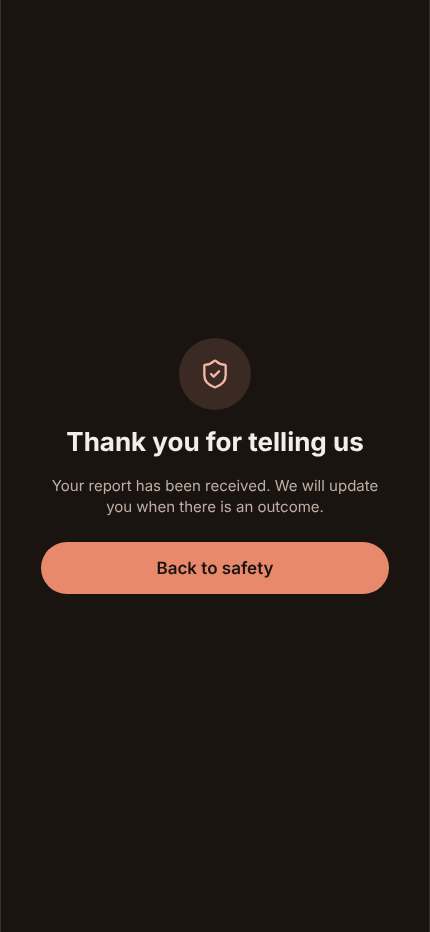 Thank you for telling us
Your report has been received. We will update
you when there is an outcome.
Back to safety